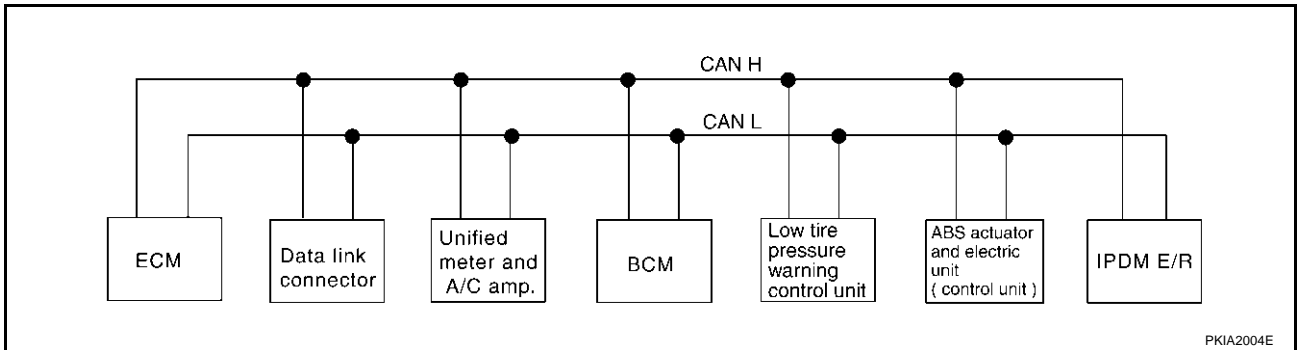 CAN H
CAN L
ECM
Data link
connector
Unified
meter and
A/C amp.
BCM
Low tire
pressure
warning
control unit
ABS actuator
and electric
unit
( control unit )
IPDM E/R
PKIA2004E